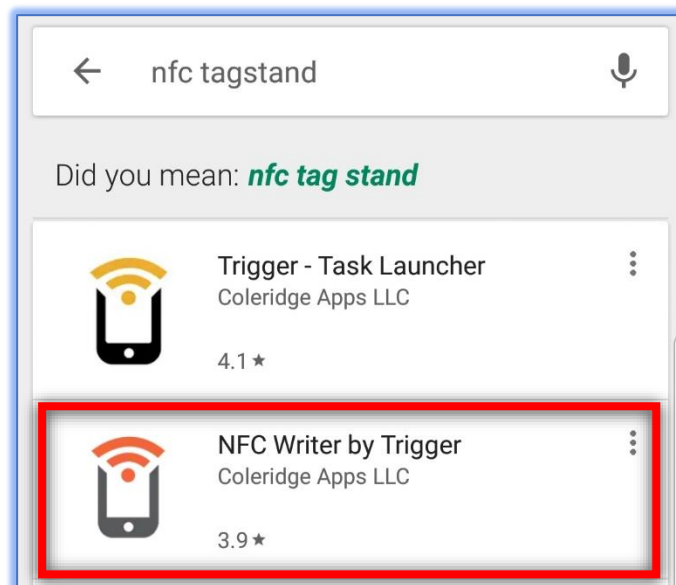 nfc tagstand
Did you mean: nfc tag stand
Trigger - Task Launcher
Coleridge Apps LLC
4.1★
NFC Writer by Trigger
Coleridge Apps LLC
3.9★